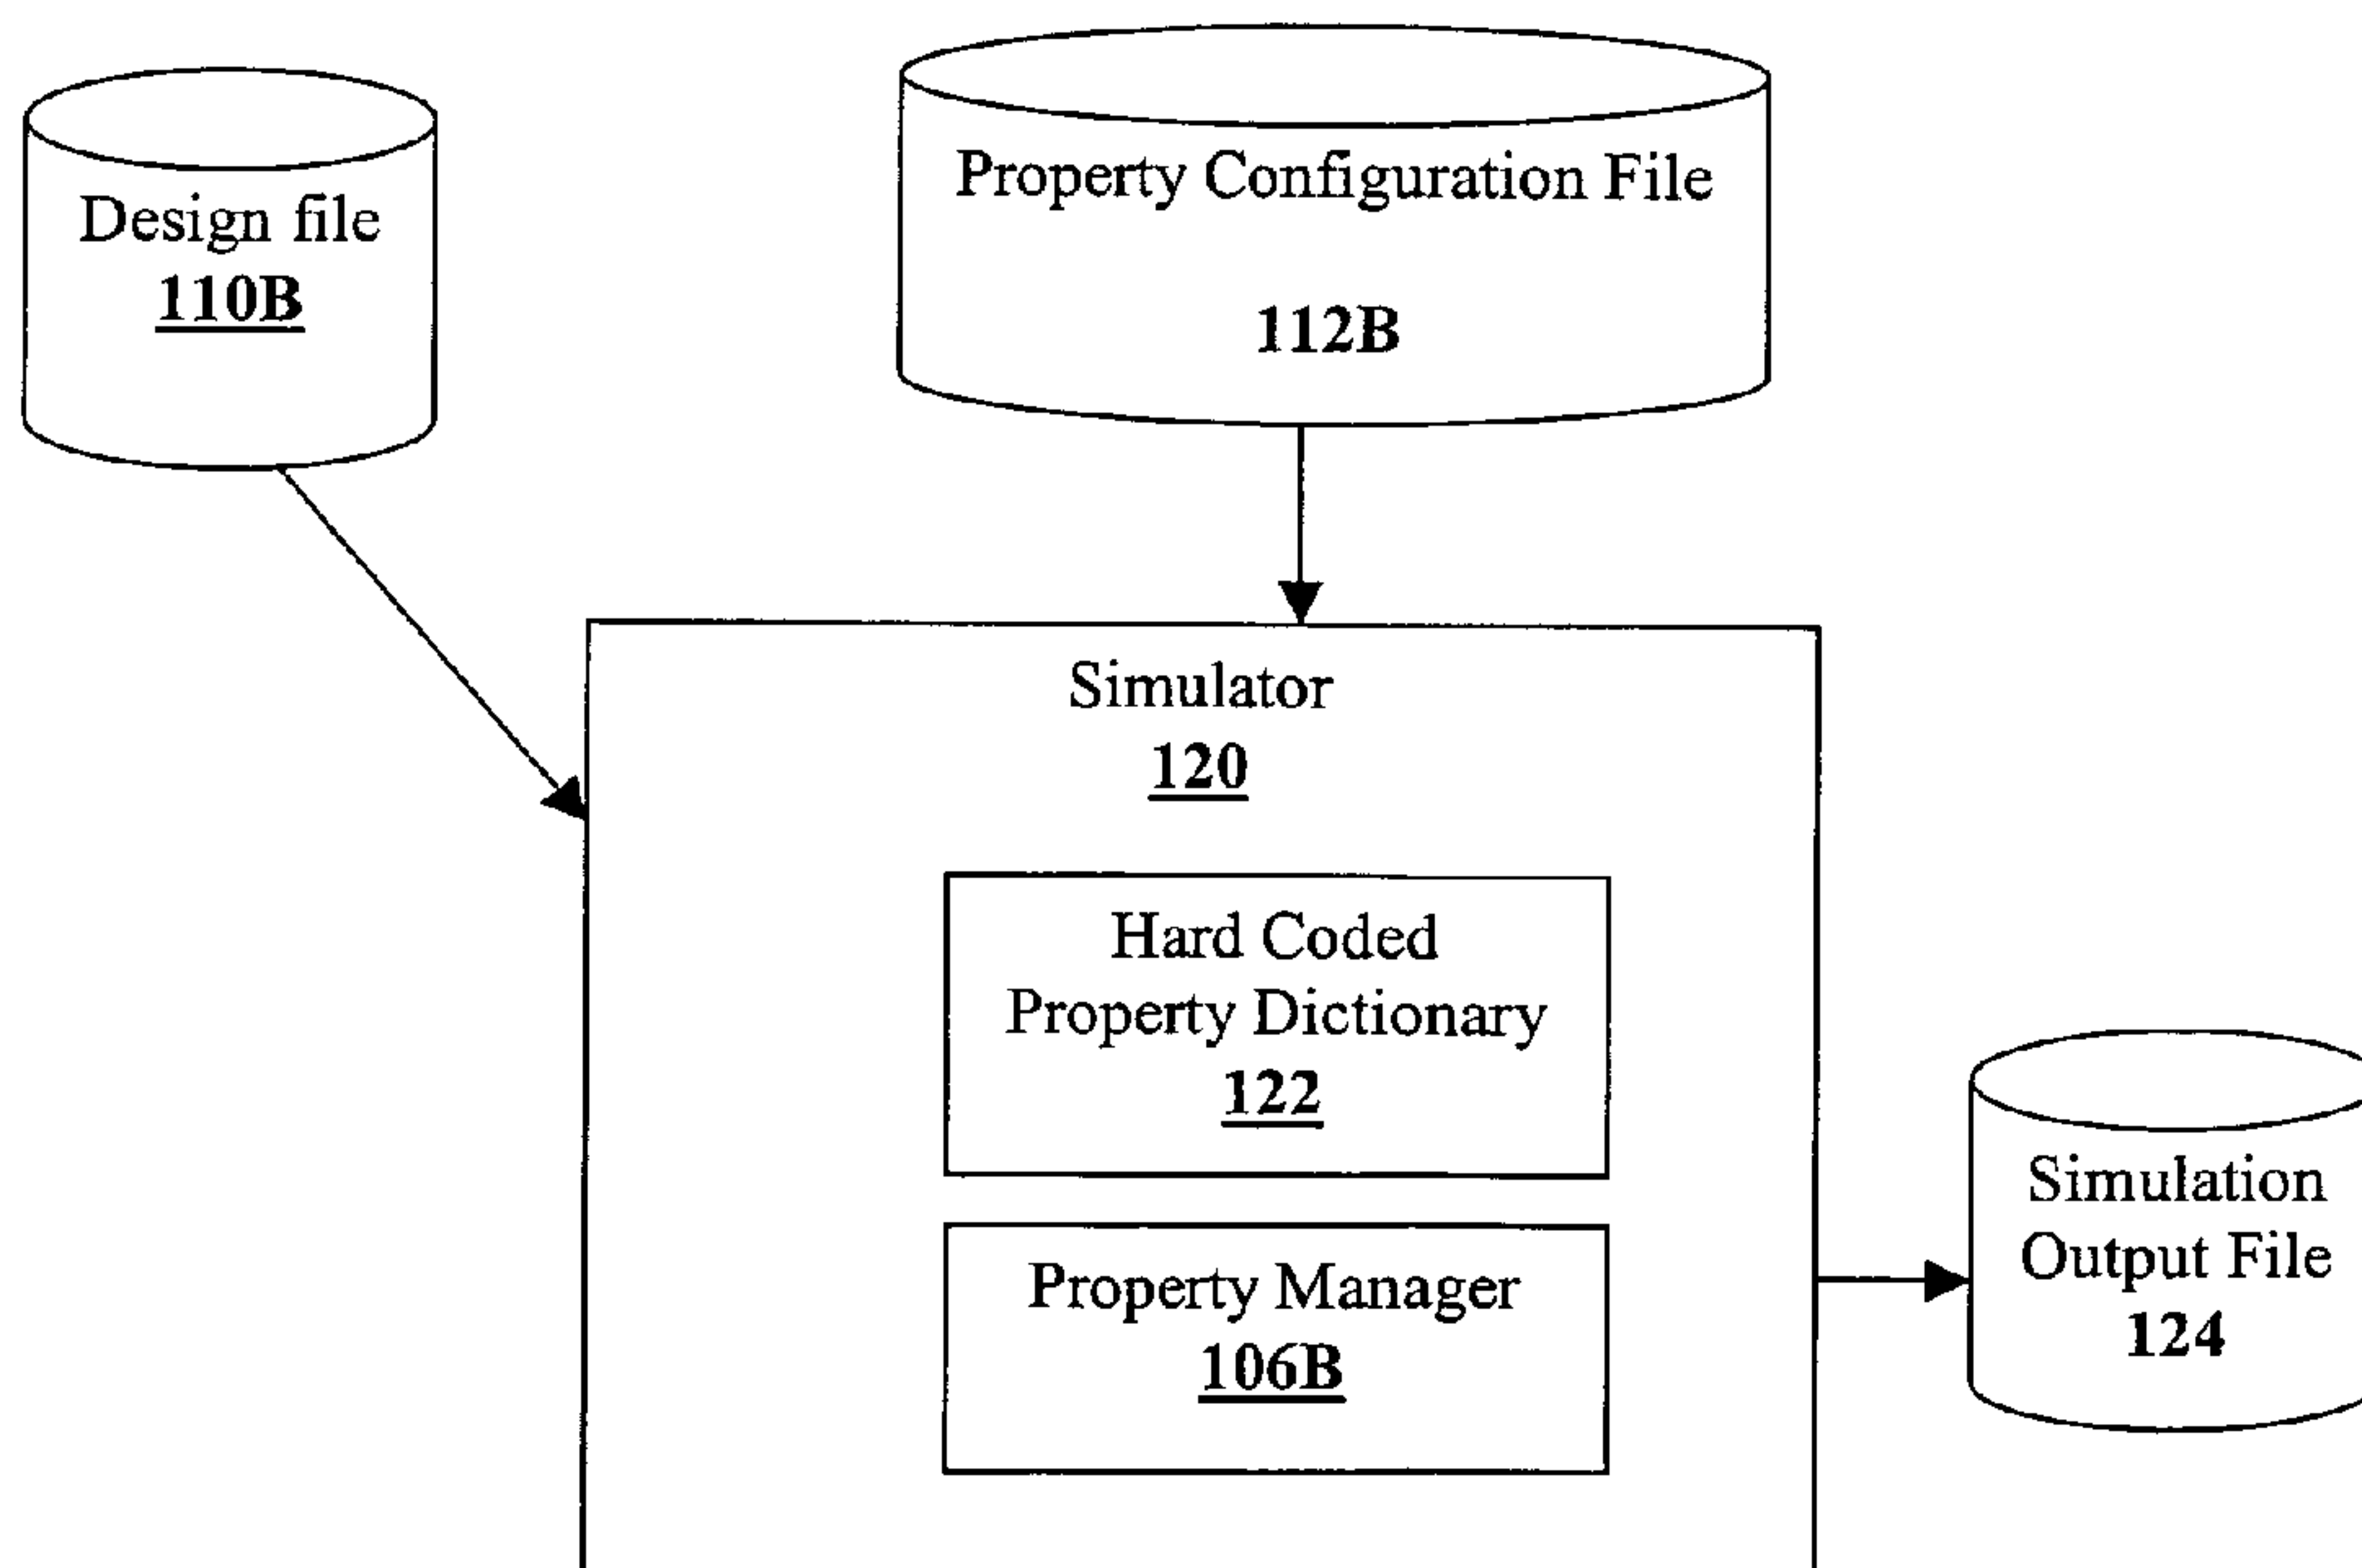 Design file
110B
Property Configuration File
112B
Simulator
120
Hard Coded
Property Dictionary
122
Property Manager
106B
Simulation
Output File
124